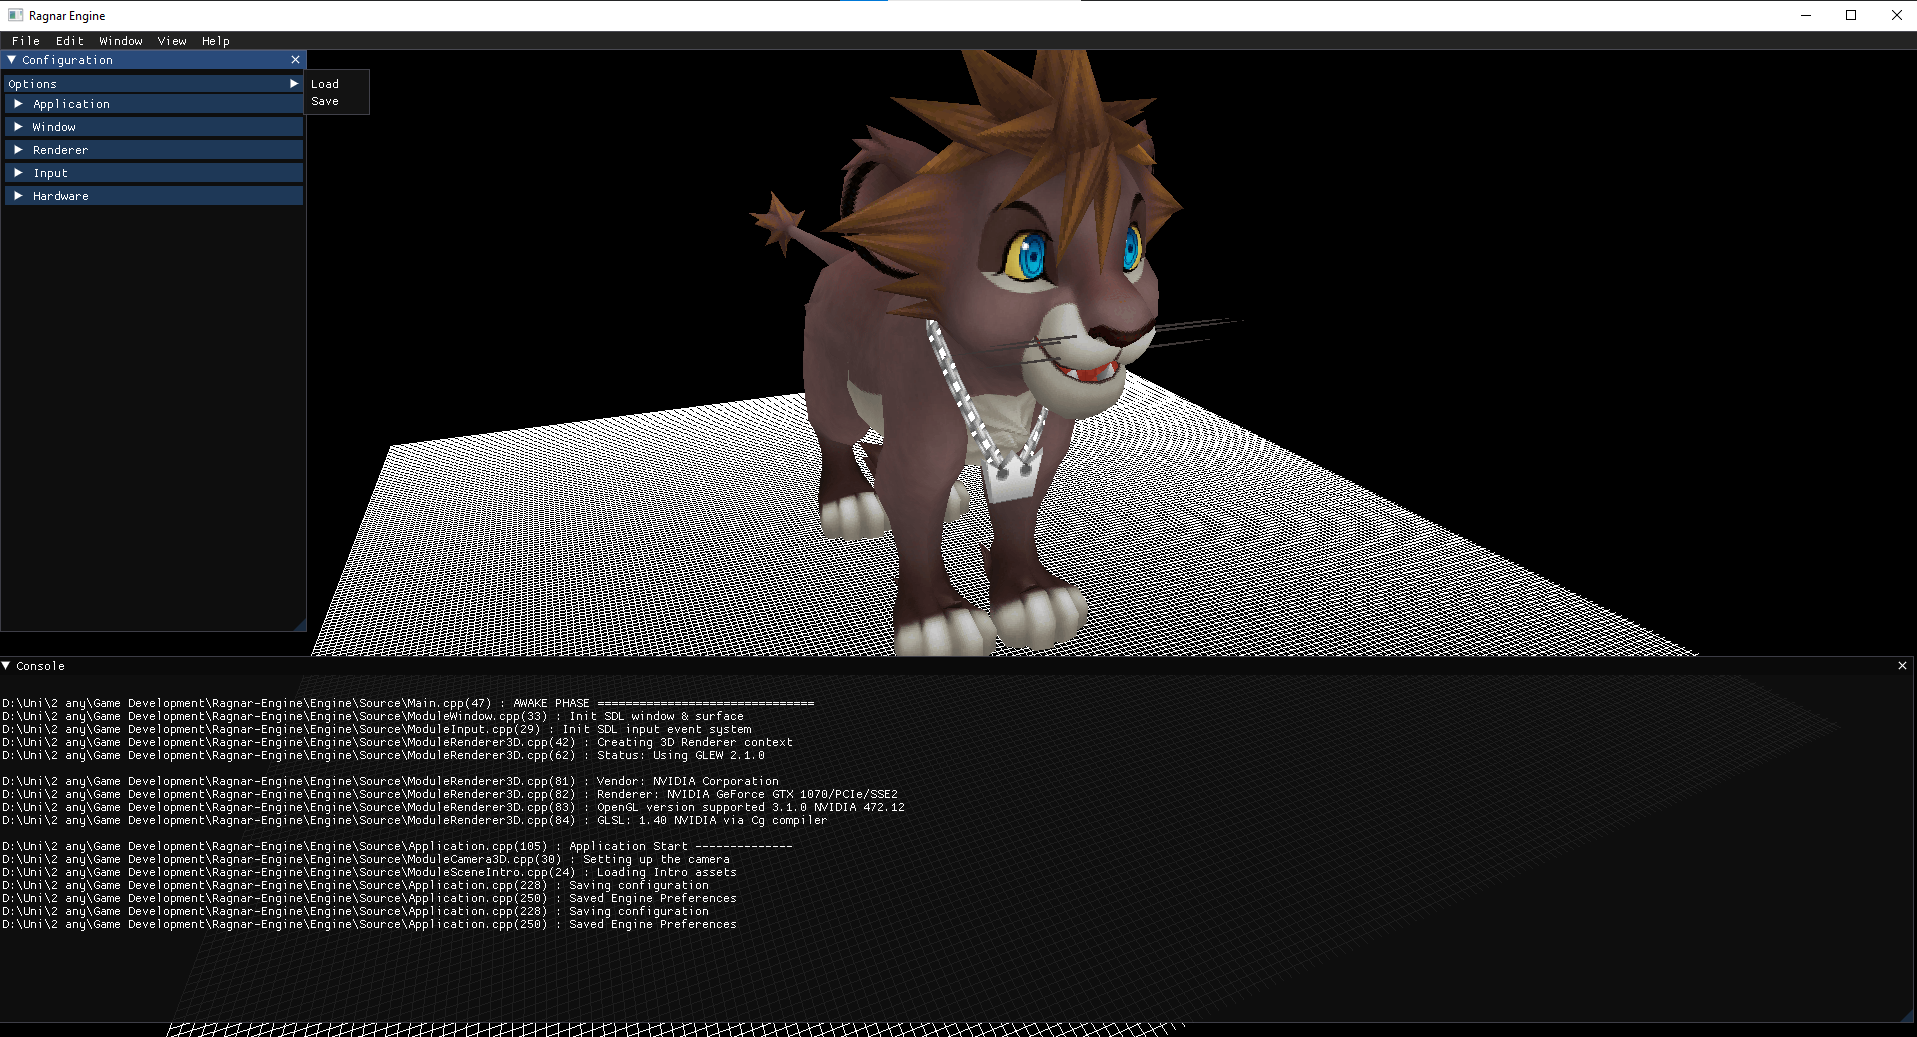 Ragnar Engine
File Edit Window View Help
Configuration
Options
Load
Save
Application
Window
Renderer
Input
Hardware
Console
D:\Uni\2 any\Game Development\Ragnar-Engine\Engine\Source\Main.cpp(47) : AWAKE PHASE ===============================
D:\Uni\2 any\Game Development\Ragnar-Engine\Engine\Source\ModuleWindow.cpp(33) : Init SDL window & surface
D:\Uni\2 any\Game Development\Ragnar-Engine\Engine\Source\ModuleInput.cpp(29) : Init SDL input event system
D:\Uni\2 any\Game Development\Ragnar-Engine\Engine\Source\ModuleRenderer3D.cpp(42) : Creating 3D Renderer context
D:\Uni\2 any\Game Development\Ragnar-Engine\Engine\Source\ModuleRenderer3D.cpp(62) : Status: Using GLEW 2.1.0
D:\Uni\2 any\Game Development\Ragnar-Engine\Engine\Source\ModuleRenderer3D.cpp(81) : Vendor: NVIDIA Corporation
D:\Uni\2 any\Game Development\Ragnar-Engine\Engine\Source\ModuleRenderer3D.cpp(82) : Renderer: NVIDIA GeForce GTX 1070/PCIe/SSE2
D:\Uni\2 any\Game Development\Ragnar-Engine\Engine\Source\ModuleRenderer3D.cpp(83) : OpenGL version supported 3.1.0 NVIDIA 472.12
D:\Uni\2 any\Game Development\Ragnar-Engine\Engine\Source\ModuleRenderer3D.cpp(84) : GLSL: 1.40 NVIDIA via Cg compiler
D:\Uni\2 any\Game Development\Ragnar-Engine\Engine\Source\Application.cpp(105) : Application Start --------------
D:\Uni\2 any\Game Development\Ragnar-Engine\Engine\Source\ModuleCamera3D.cpp(30) : Setting up the camera
D:\Uni\2 any\Game Development\Ragnar-Engine\Engine\Source\ModuleSceneIntro.cpp(24) : Loading Intro assets
D:\Uni\2 any\Game Development\Ragnar-Engine\Engine\Source\Application.cpp(228) : Saving configuration
D:\Uni\2 any\Game Development\Ragnar-Engine\Engine\Source\Application.cpp(250) : Saved Engine Preferences
D:\Uni\2 any\Game Development\Ragnar-Engine\Engine\Source\Application.cpp(228) : Saving configuration
D:\Uni\2 any\Game Development\Ragnar-Engine\Engine\Source\Application.cpp(250) : Saved Engine Preferences